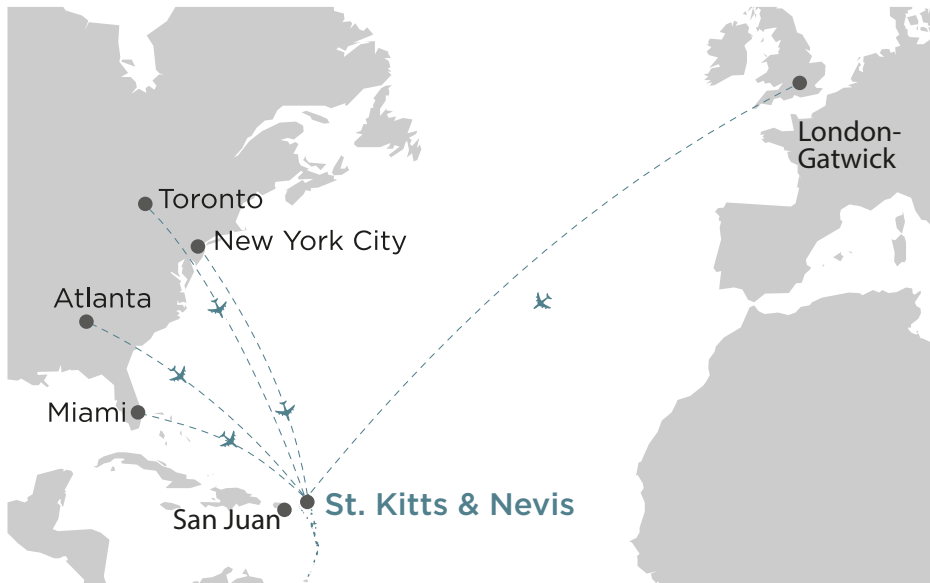 London-
Gatwick
Toronto
New York City
Atlanta
Miami
St. Kitts & Nevis
San Juan